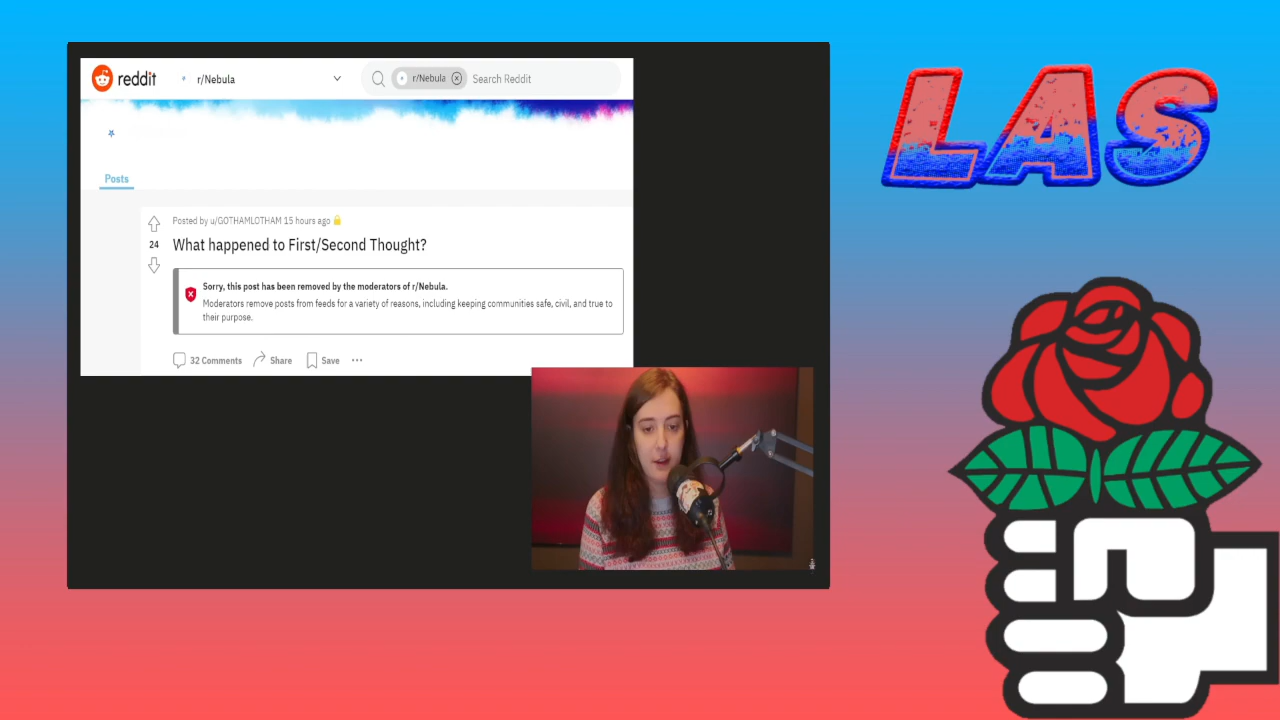 LAS
reddit r/Nebula r/Nebula Search Reddit
Posts
Posted by u/GOTHAMLOTHAM 15 hours ago
24
What happened to First/Second Thought?
Sorry, this post has been removed by the moderators of r/Nebula.
Moderators remove posts from feeds for a variety of reasons, including keeping communities safe, civil, and true to
their purpose.
32 Comments Share Save